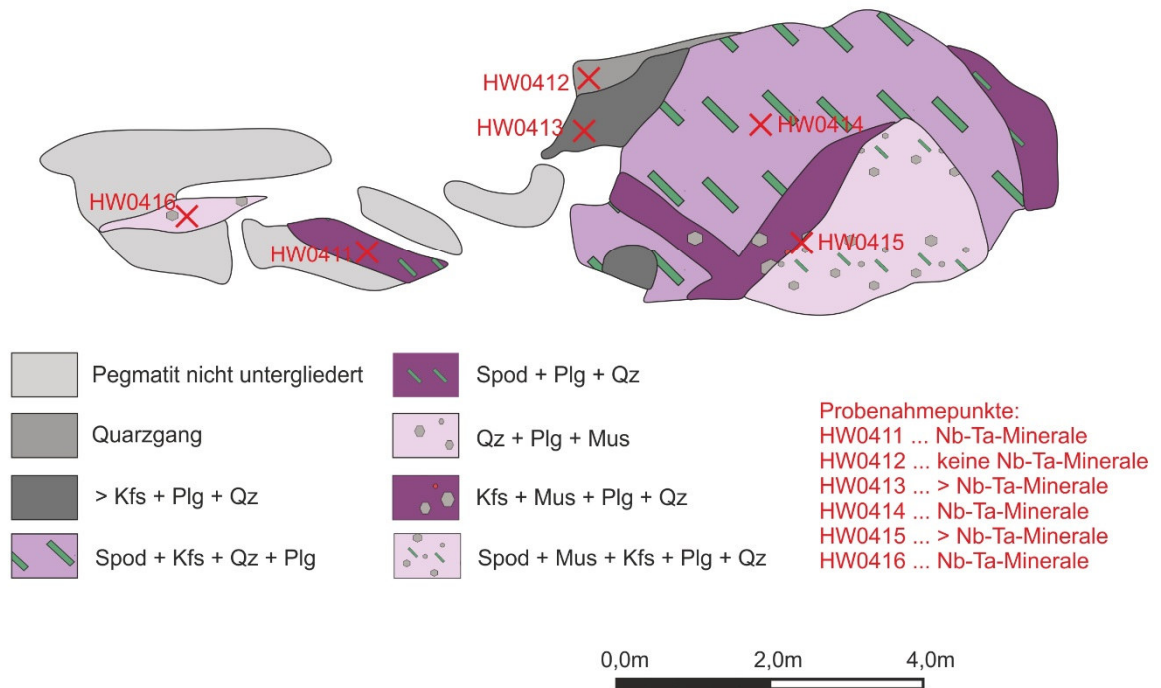 HW0412
HW0413
HW0414
HW0416
HW0411
HW0415
Pegmatit nicht untergliedert
Quarzgang
> Kfs + Plg + Qz
Spod + Kfs + Qz + Plg
Spod + Plg + Qz
Qz + Plg + Mus
Kfs + Mus + Plg + Qz
Spod + Mus + Kfs + Plg + Qz
Probenahmepunkte:
HW0411 ... Nb-Ta-Minerale
HW0412 ... keine Nb-Ta-Minerale
HW0413 ... > Nb-Ta-Minerale
HW0414 ... Nb-Ta-Minerale
HW0415 ... > Nb-Ta-Minerale
HW0416 ... Nb-Ta-Minerale
0,0m 2,0m 4,0m